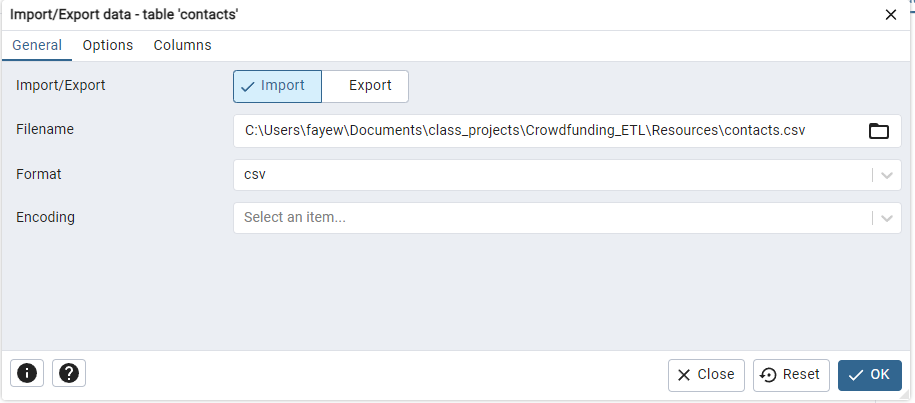 Import/Export data - table 'contacts'
General Options Columns
Import/Export Import Export
Filename C:\Users\fayew\Documents\class_projects\Crowdfunding_ETL\Resources\contacts.csv
Format csv
Encoding Select an item...
Close Reset OK